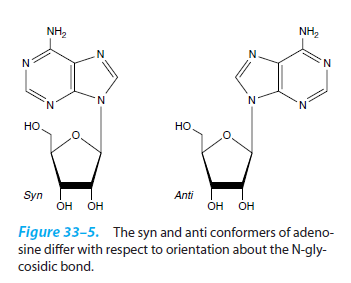 NH₂ NH₂
N N N N
N N N N
HO O HO O
Syn Anti
OH OH OH OH
Figure 33–5. The syn and anti conformers of adeno-
sine differ with respect to orientation about the N-gly-
cosidic bond.